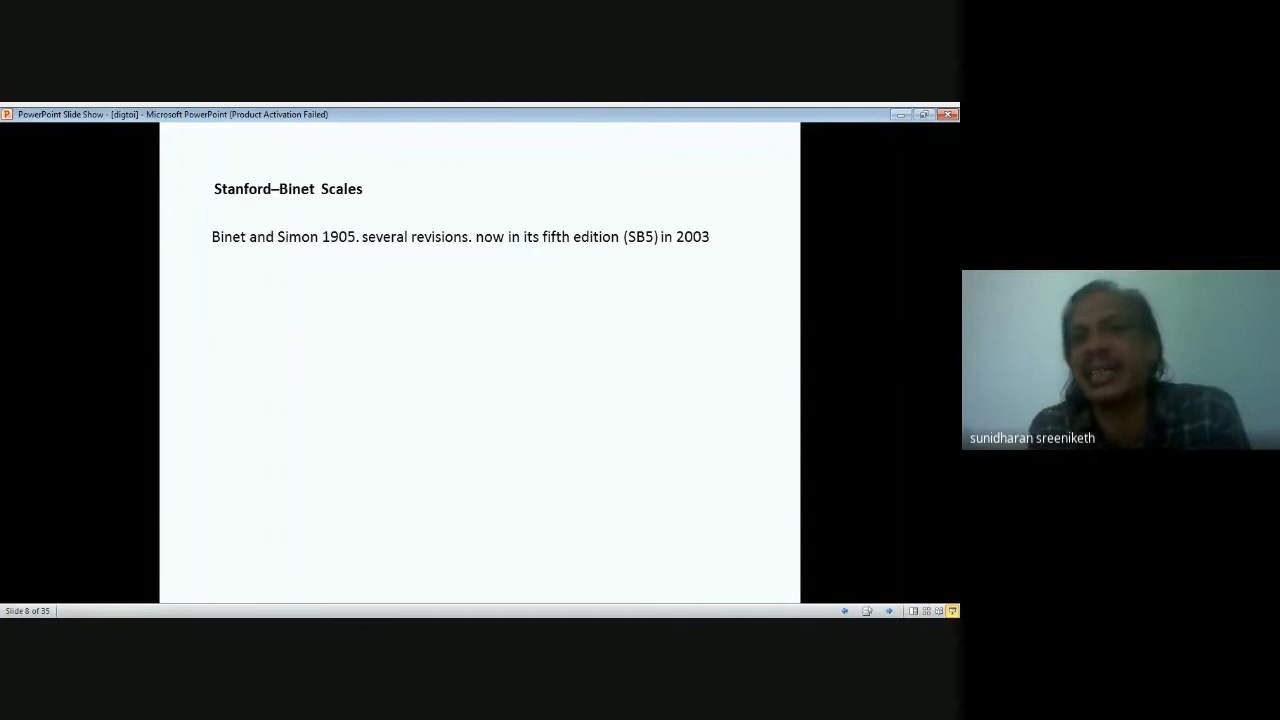 PowerPoint Slide Show - [digtoi] - Microsoft PowerPoint (Product Activation Failed)
Stanford–Binet Scales
Binet and Simon 1905. several revisions. now in its fifth edition (SB5) in 2003
sunidharan sreeniketh
Slide 8 of 35